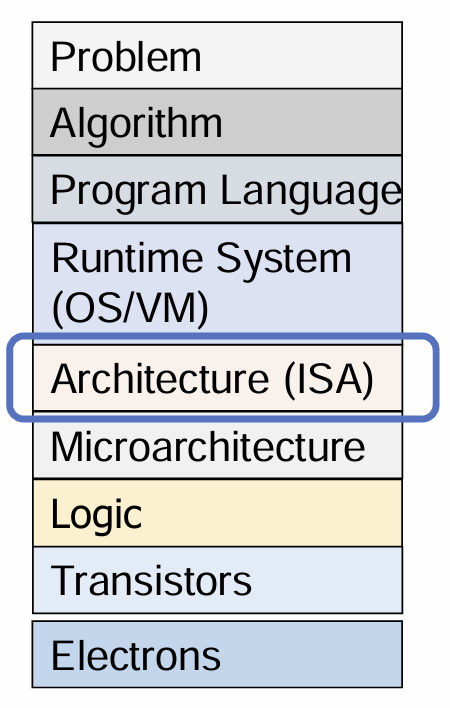 Problem
Algorithm
Program Language
Runtime System
(OS/VM)
Architecture (ISA)
Microarchitecture
Logic
Transistors
Electrons